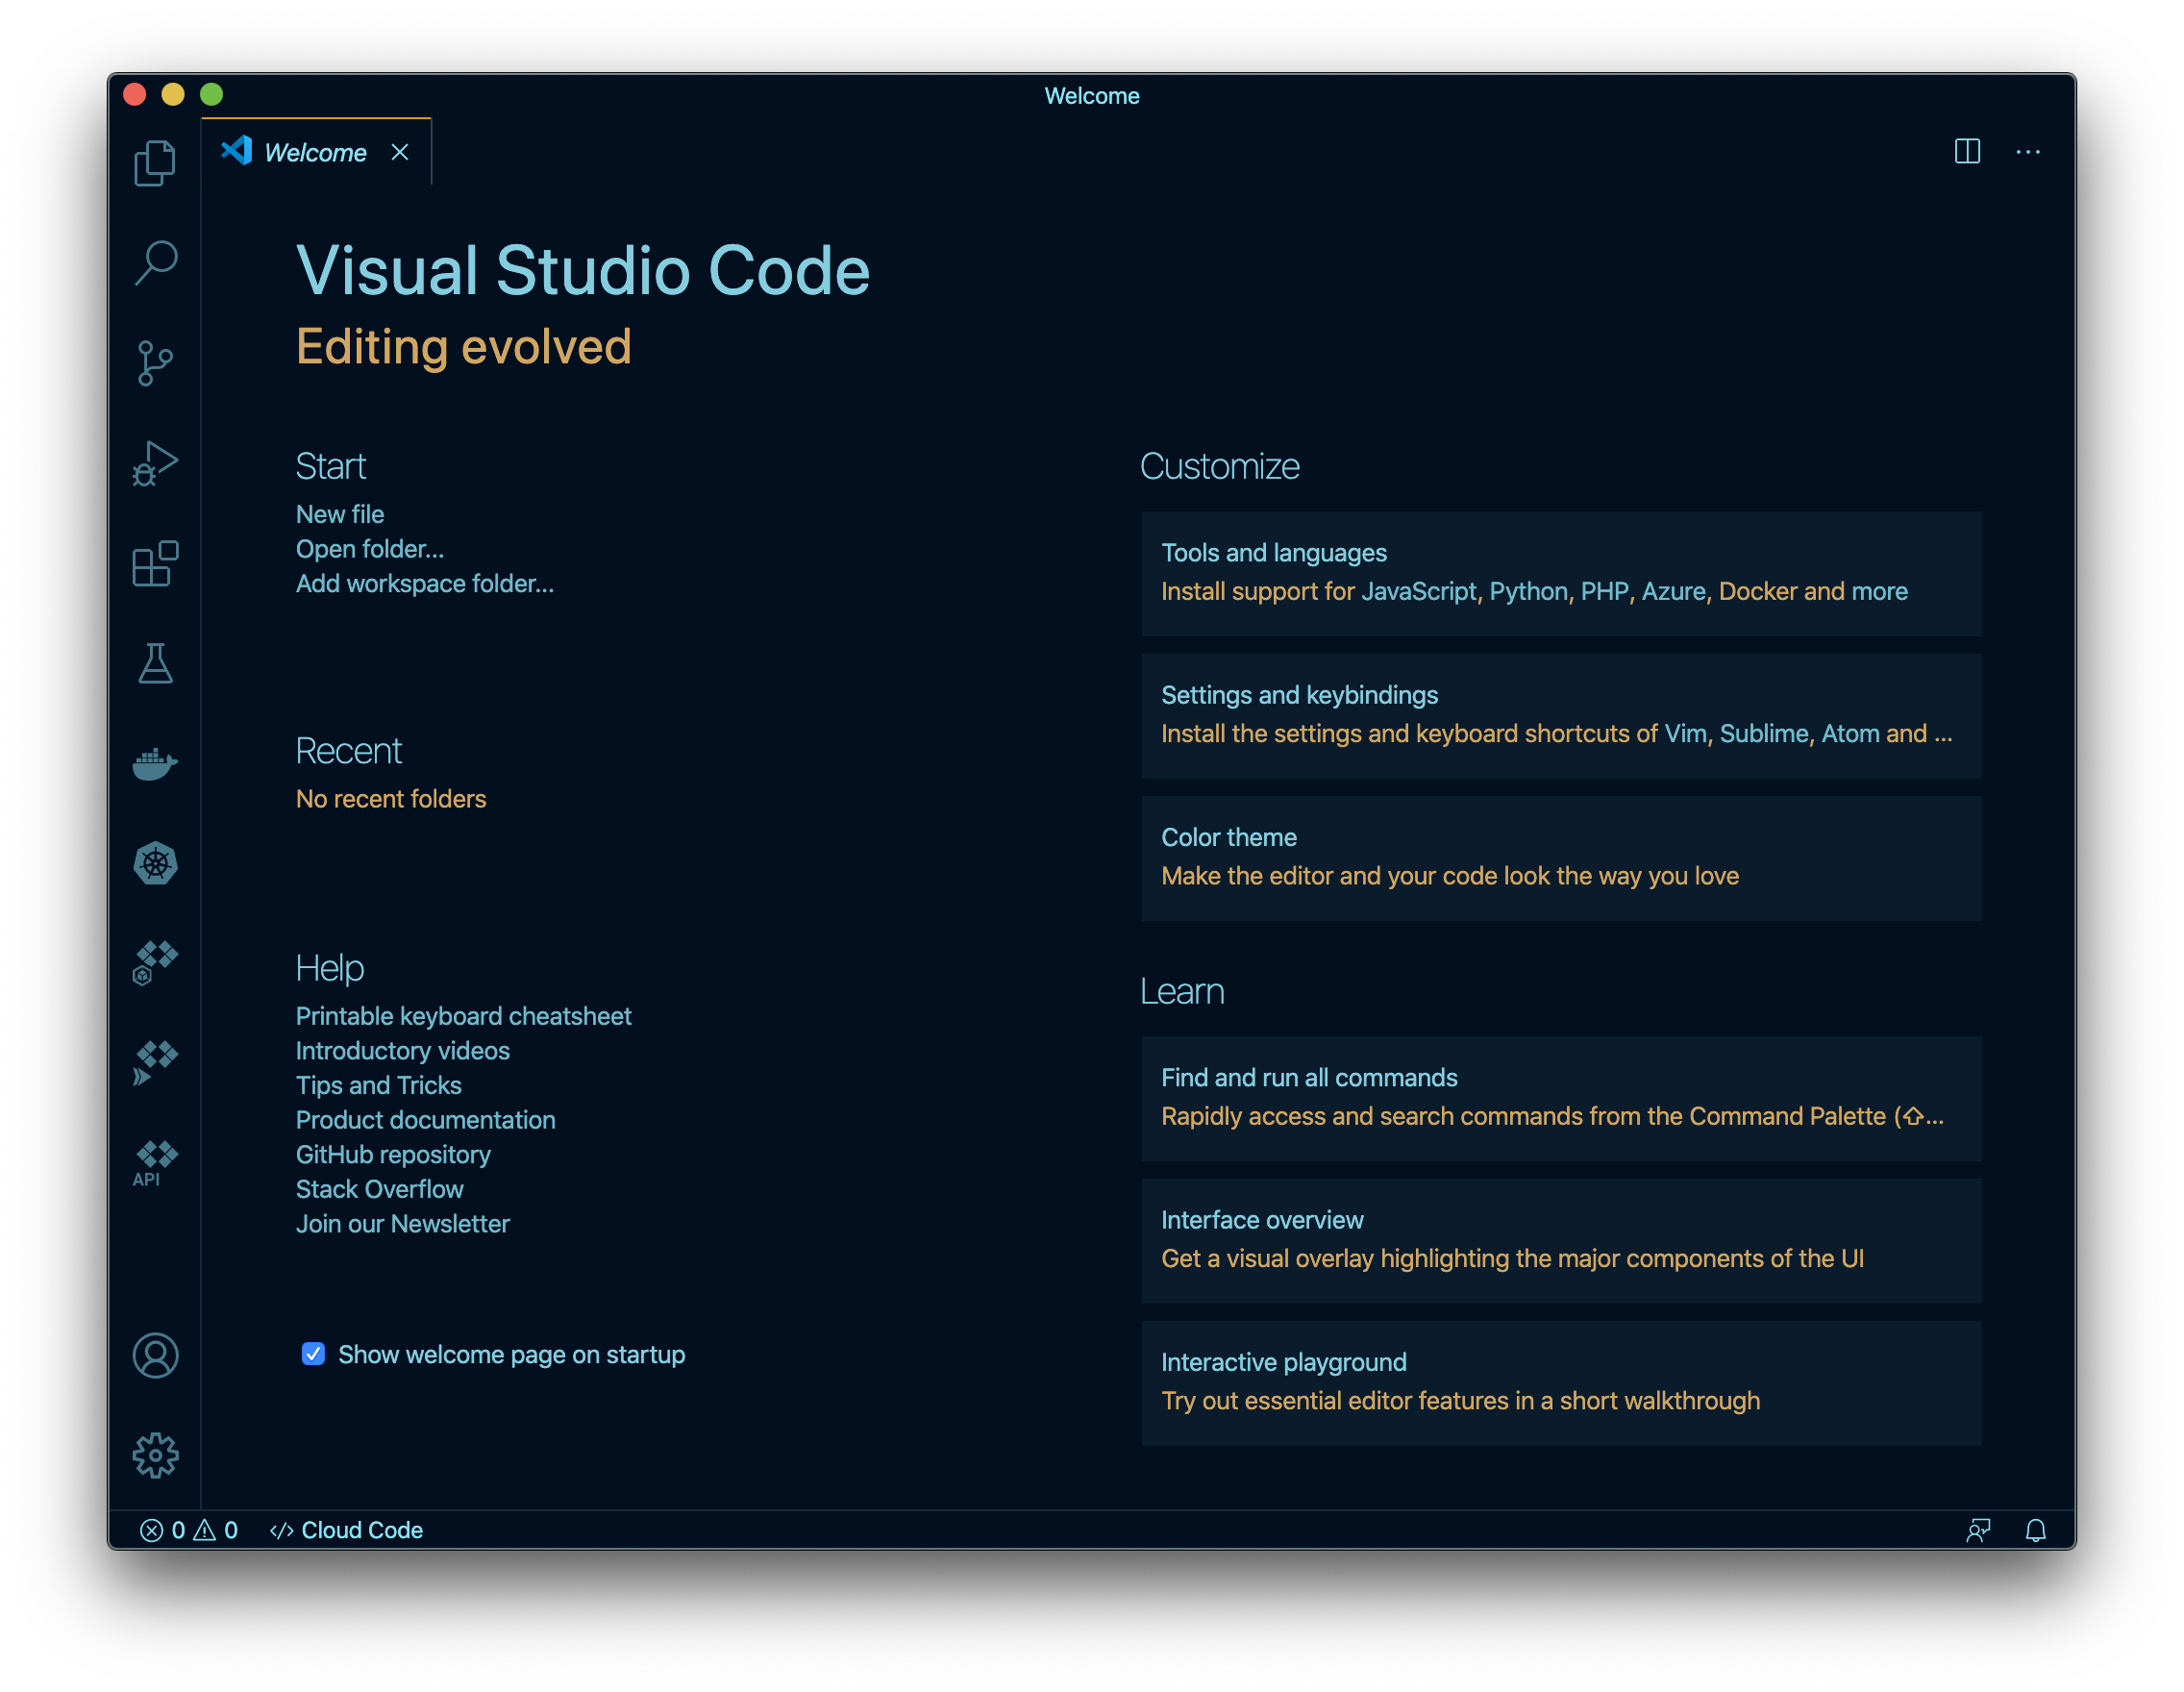 Welcome
Welcome
Visual Studio Code
Editing evolved
Start
New file
Open folder...
Add workspace folder...
Recent
No recent folders
Help
Printable keyboard cheatsheet
Introductory videos
Tips and Tricks
Product documentation
GitHub repository
Stack Overflow
Join our Newsletter
Show welcome page on startup
Customize
Tools and languages
Install support for JavaScript, Python, PHP, Azure, Docker and more
Settings and keybindings
Install the settings and keyboard shortcuts of Vim, Sublime, Atom and ...
Color theme
Make the editor and your code look the way you love
Learn
Find and run all commands
Rapidly access and search commands from the Command Palette (⇧...
Interface overview
Get a visual overlay highlighting the major components of the UI
Interactive playground
Try out essential editor features in a short walkthrough
API
0 0 </> Cloud Code